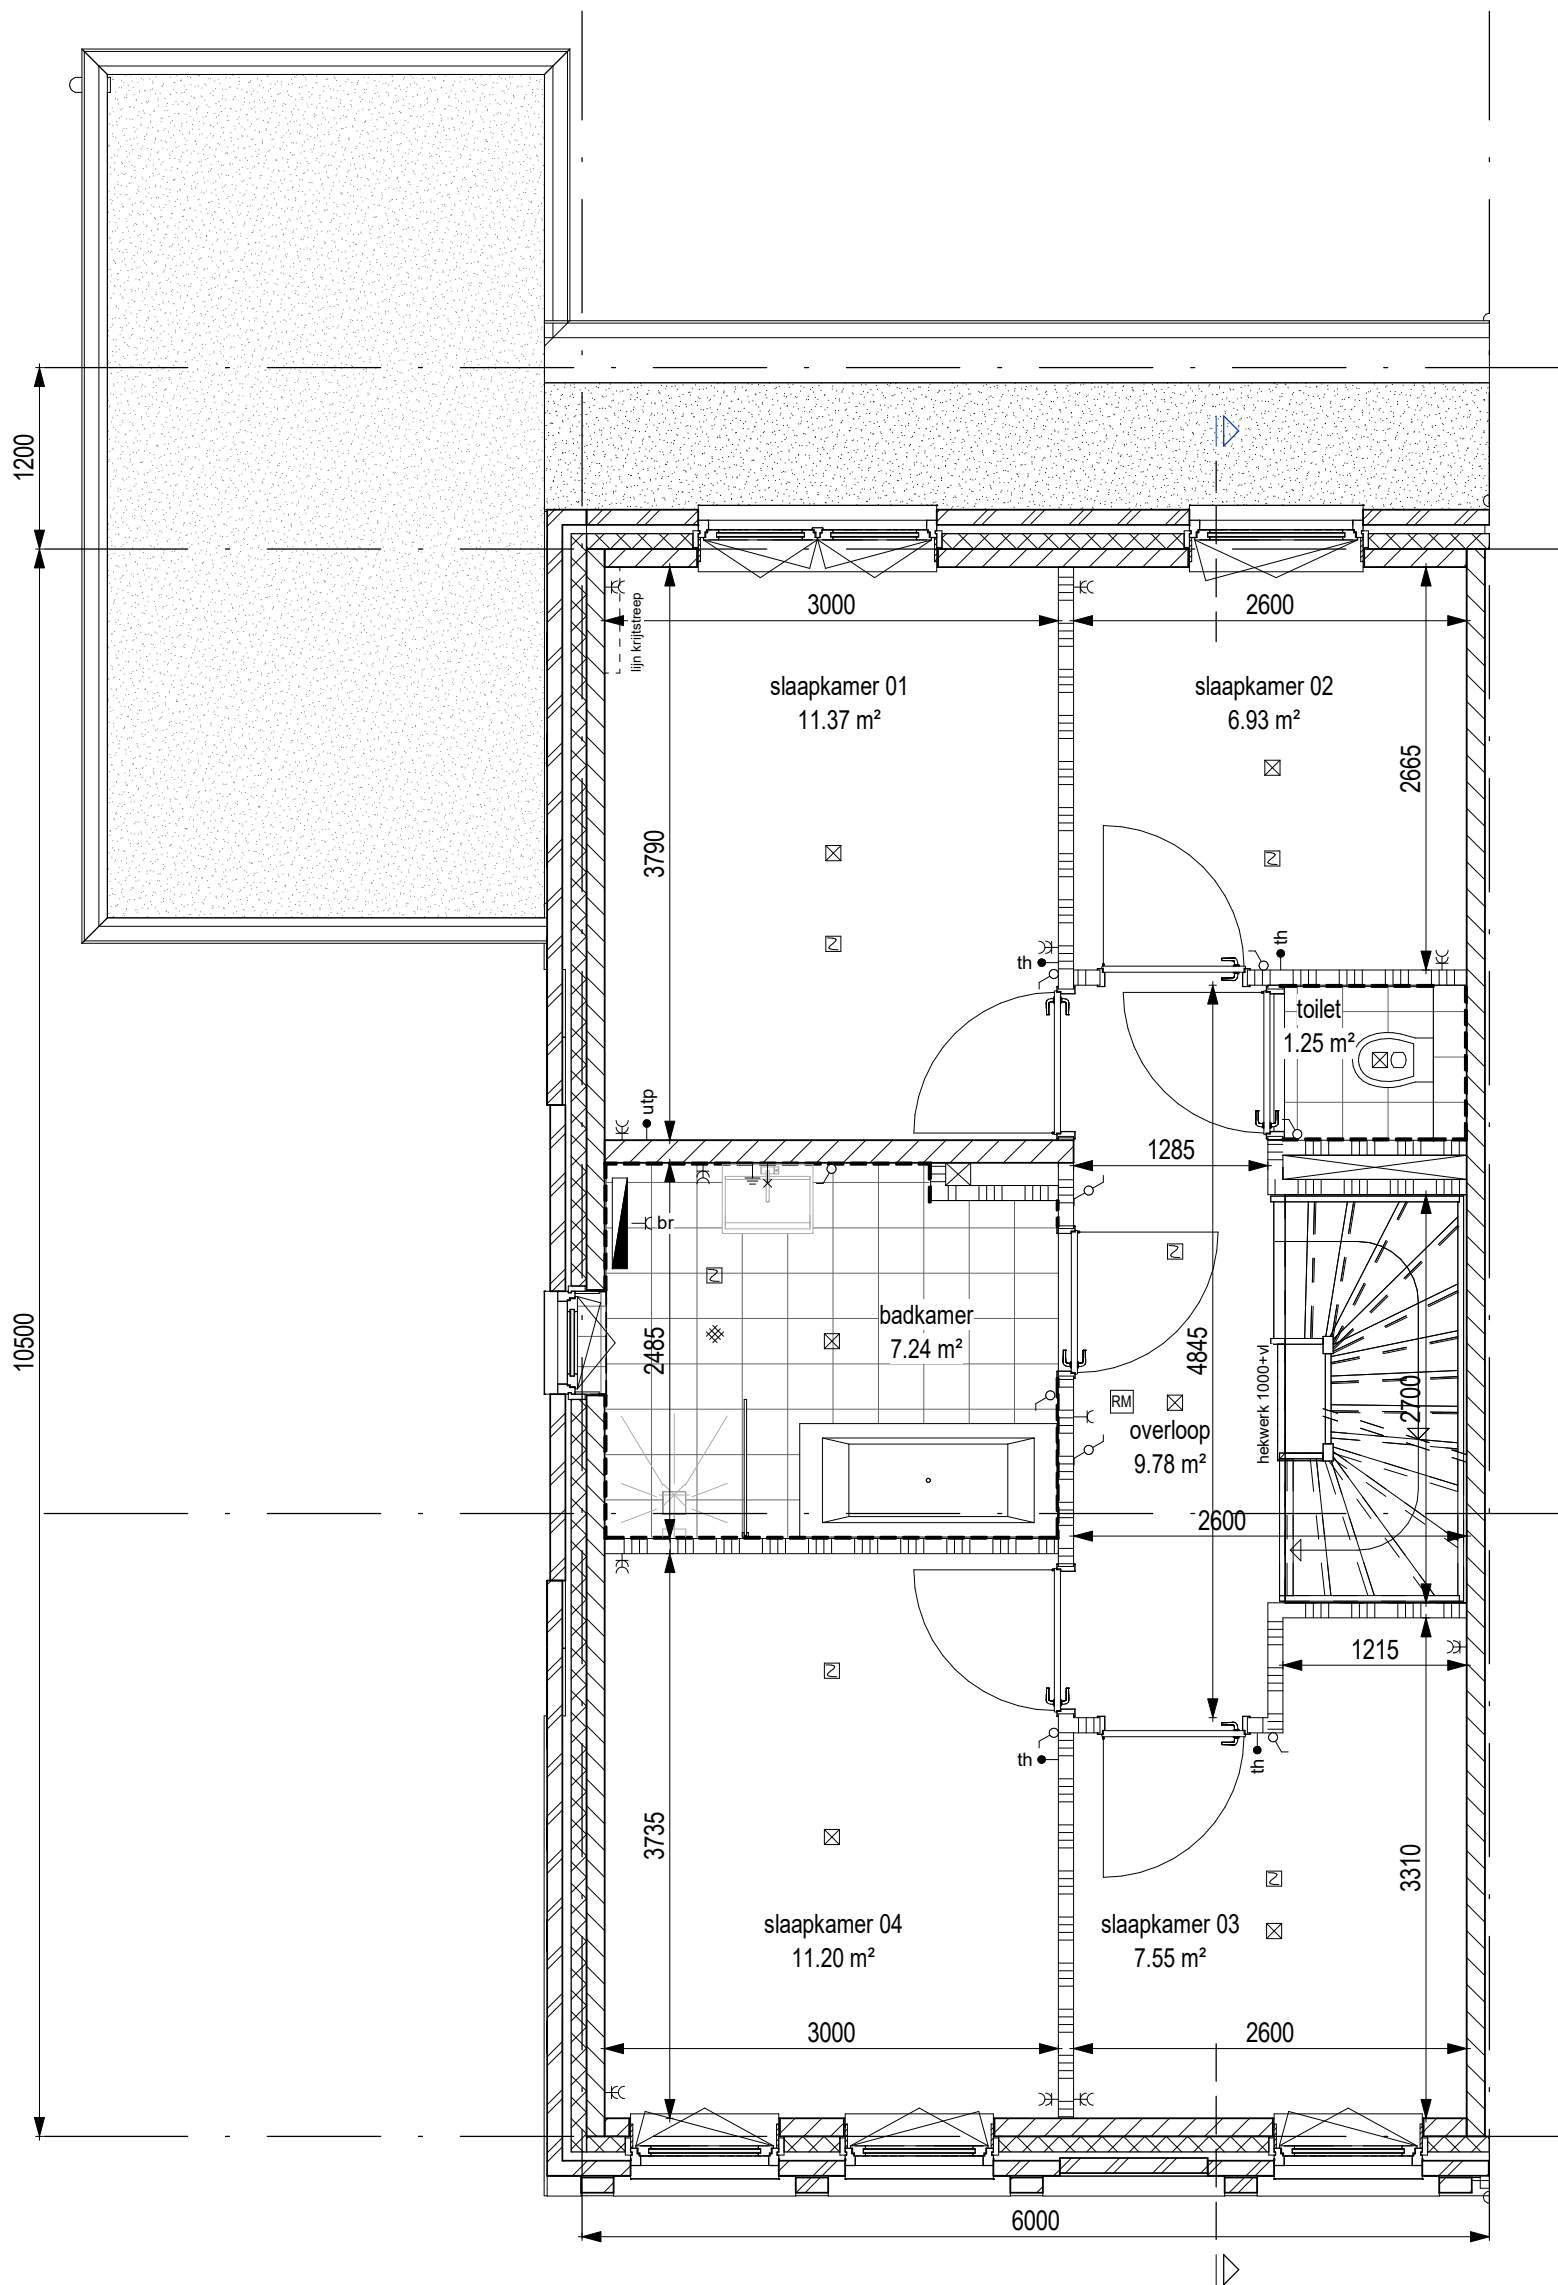 1200
3000
2600
lijn krijtstreep
slaapkamer 01
11.37 m²
slaapkamer 02
6.93 m²
2665
3790
th
th
toilet
1.25 m²
utp
1285
br
badkamer
7.24 m²
10500
2485
4845
hekwerk 1000+vl
2700
RM
overloop
9.78 m²
2600
1215
th
th
3735
3310
slaapkamer 04
11.20 m²
slaapkamer 03
7.55 m²
3000
2600
6000